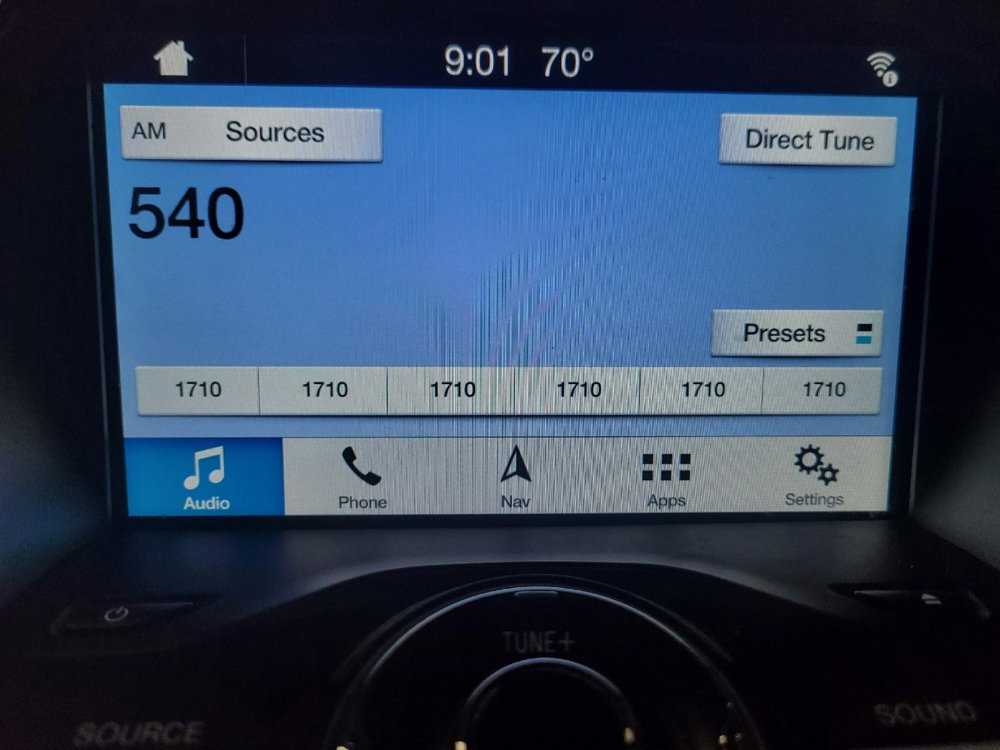 9:01 70°
AM Sources
Direct Tune
540
Presets
1710 1710 1710 1710 1710 1710
Audio Phone Nav Apps Settings
TUNE+
SOURCE SOUND